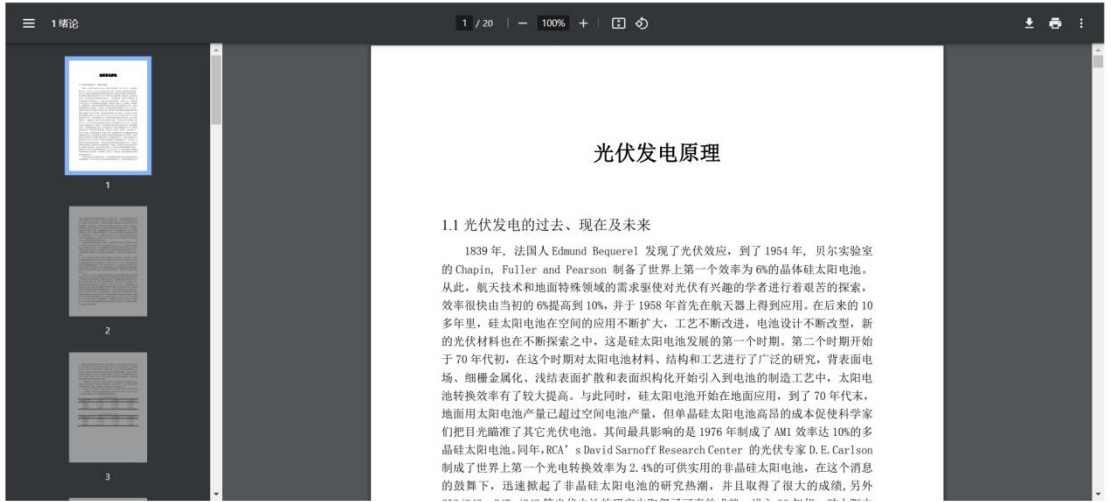 1绪论
1 / 20
100%
1
2
3
光伏发电原理
1.1 光伏发电的过去、现在及未来
1839 年, 法国人 Edmund Bequerel 发现了光伏效应, 到了 1954 年, 贝尔实验室
的 Chapin, Fuller and Pearson 制备了世界上第一个效率为 6%的晶体硅太阳电池。
从此, 航天技术和地面特殊领域的需求驱使对光伏有兴趣的学者进行着艰苦的探索,
效率很快由当初的 6%提高到 10%, 并于 1958 年首先在航天器上得到应用。在后来的 10
多年里, 硅太阳电池在空间的应用不断扩大, 工艺不断改进, 电池设计不断改型, 新
的光伏材料也在不断探索之中, 这是硅太阳电池发展的第一个时期。第二个时期开始
于 70 年代初, 在这个时期对太阳电池材料、结构和工艺进行了广泛的研究, 背表面电
场、细栅金属化、浅结表面扩散和表面织构化开始引入到电池的制造工艺中, 太阳电
池转换效率有了较大提高。与此同时, 硅太阳电池开始在地面应用, 到了 70 年代末,
地面用太阳电池产量已超过空间电池产量, 但单晶硅太阳电池高昂的成本促使科学家
们把目光瞄准了其它光伏电池。其间最具影响的是 1976 年制成了 AM1 效率达 10%的多
晶硅太阳电池。同年, RCA's David Sarnoff Research Center 的光伏专家 D.E.Carlson
制成了世界上第一个光电转换效率为 2.4%的可供实用的非晶硅太阳电池, 在这个消息
的鼓舞下, 迅速掀起了非晶硅太阳电池的研究热潮, 并且取得了很大的成绩, 另外